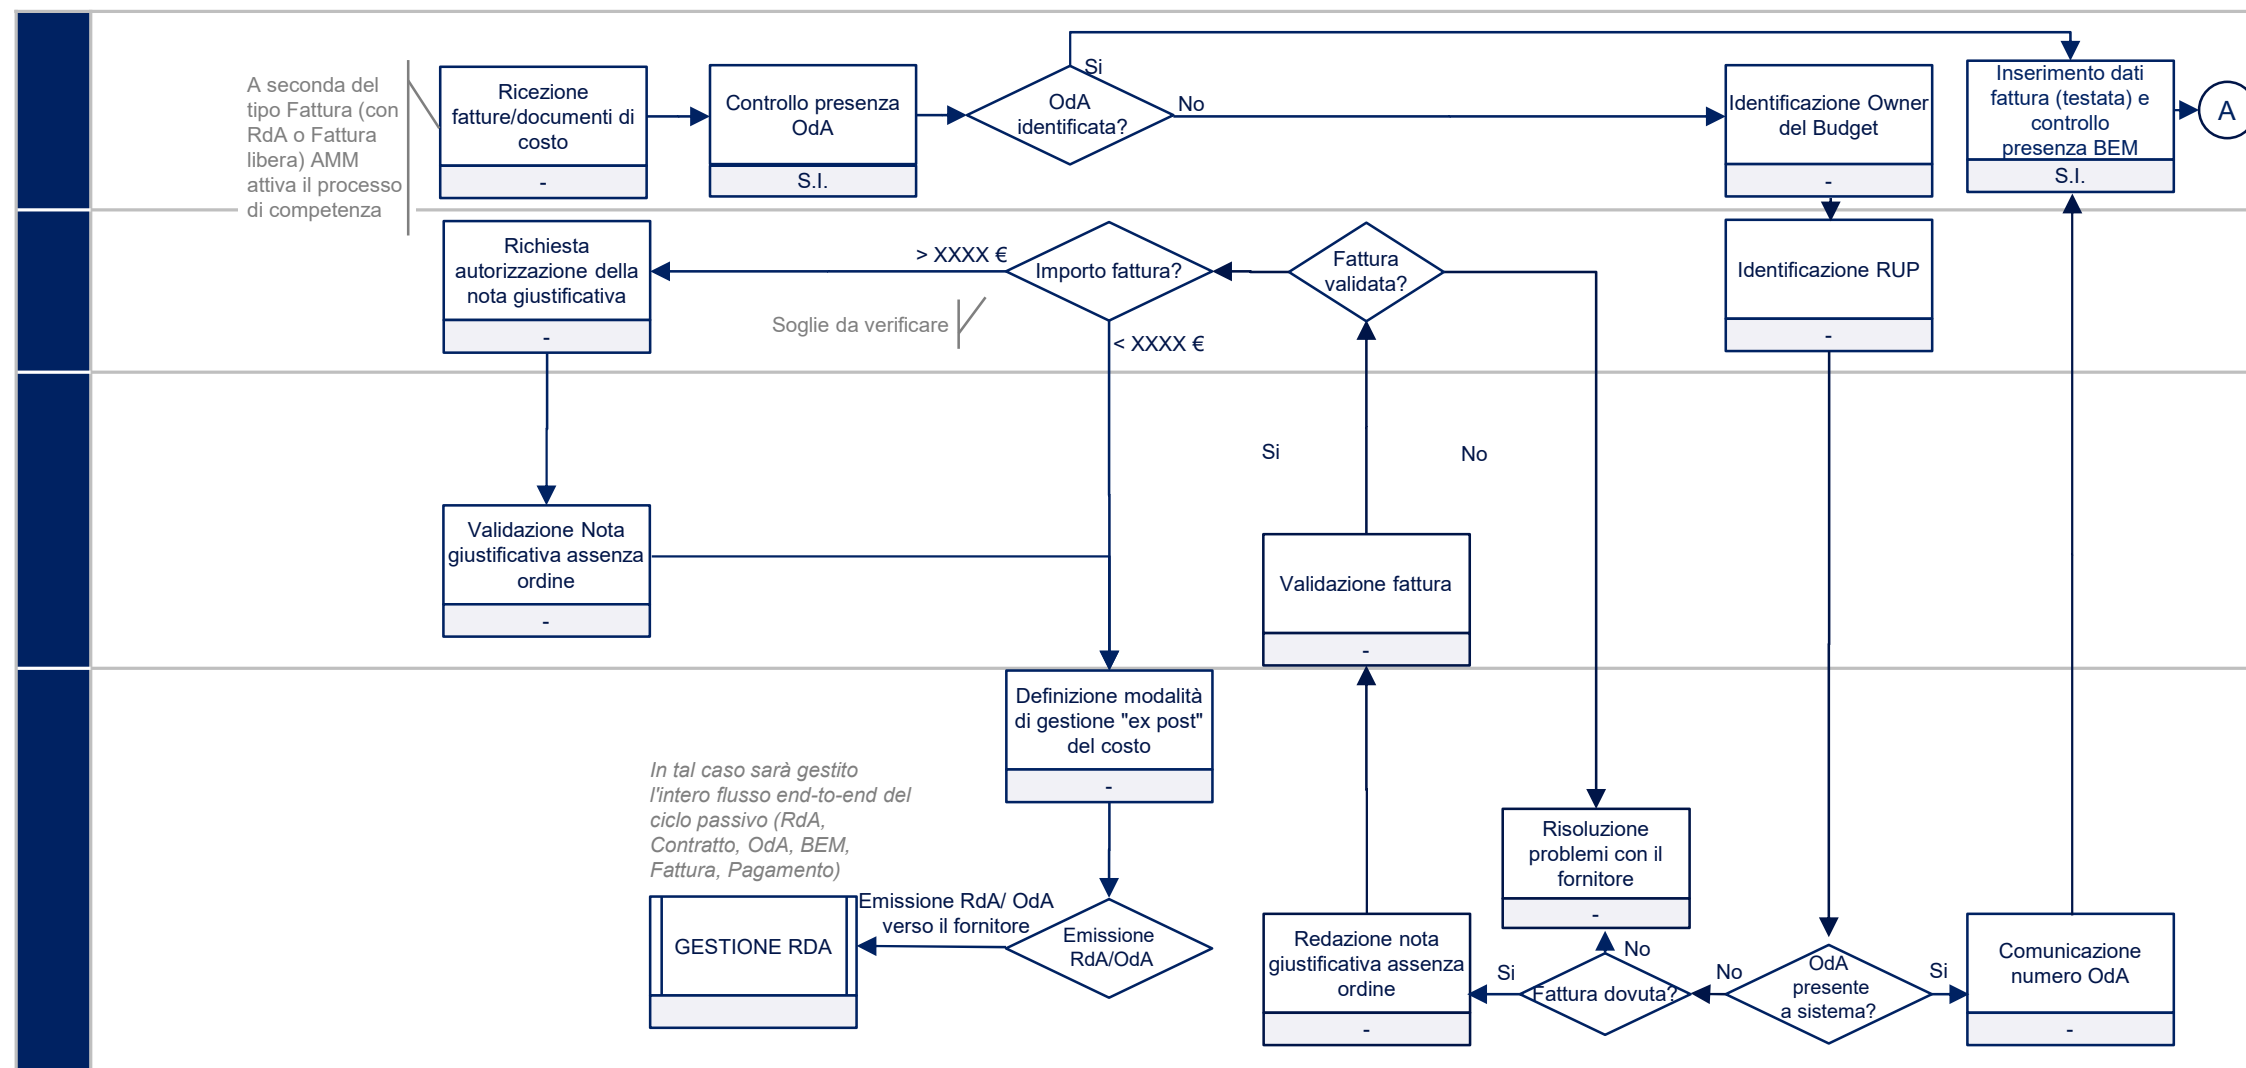 A seconda del
tipo Fattura (con
RdA o Fattura
libera) AMM
attiva il processo
di competenza
Ricezione
fatture/documenti di
costo
-
Controllo presenza
OdA
S.I.
Si
OdA
identificata?
No
Identificazione Owner
del Budget
-
Inserimento dati
fattura (testata) e
controllo
presenza BEM
S.I.
A
Richiesta
autorizzazione della
nota giustificativa
-
> XXXX €
Importo fattura?
Soglie da verificare
< XXXX €
Fattura
validata?
Identificazione RUP
-
Si
No
Validazione Nota
giustificativa assenza
ordine
-
Validazione fattura
-
Definizione modalità
di gestione "ex post"
del costo
-
In tal caso sarà gestito
l'intero flusso end-to-end del
ciclo passivo (RdA,
Contratto, OdA, BEM,
Fattura, Pagamento)
Risoluzione
problemi con il
fornitore
-
GESTIONE RDA
Emissione RdA/ OdA
verso il fornitore
Emissione
RdA/OdA
Redazione nota
giustificativa assenza
ordine
-
Si
Fattura dovuta?
No
No
OdA
presente
a sistema?
Si
Comunicazione
numero OdA
-